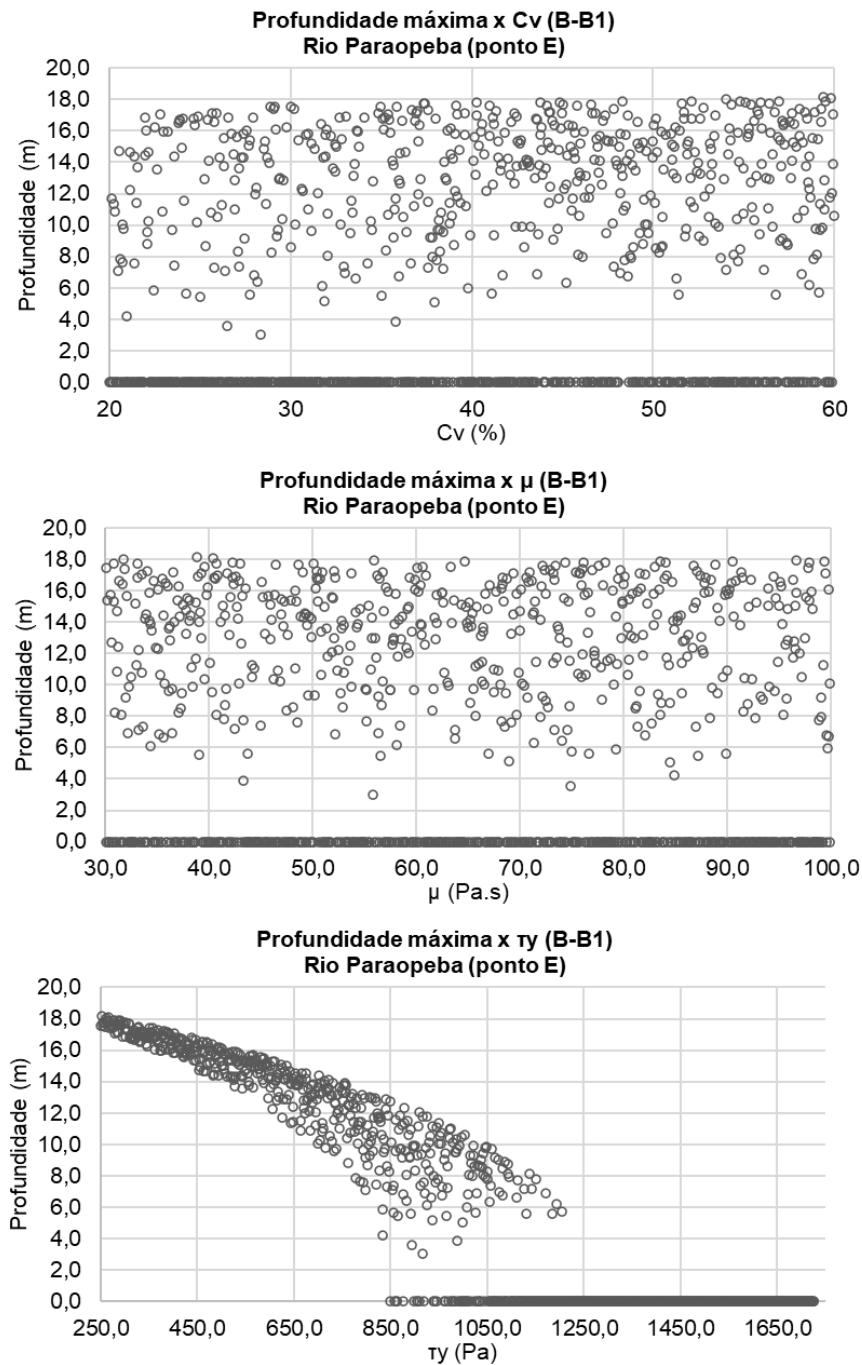 Profundidade máxima x Cv (B-B1)
Rio Paraopeba (ponto E)
Profundidade (m)
20,0
18,0
16,0
14,0
12,0
10,0
8,0
6,0
4,0
2,0
0,0
20 30 40 50 60
Cv (%)
Profundidade máxima x μ (B-B1)
Rio Paraopeba (ponto E)
Profundidade (m)
20,0
18,0
16,0
14,0
12,0
10,0
8,0
6,0
4,0
2,0
0,0
30,0 40,0 50,0 60,0 70,0 80,0 90,0 100,0
μ (Pa.s)
Profundidade máxima x τy (B-B1)
Rio Paraopeba (ponto E)
Profundidade (m)
20,0
18,0
16,0
14,0
12,0
10,0
8,0
6,0
4,0
2,0
0,0
250,0 450,0 650,0 850,0 1050,0 1250,0 1450,0 1650,0
τy (Pa)